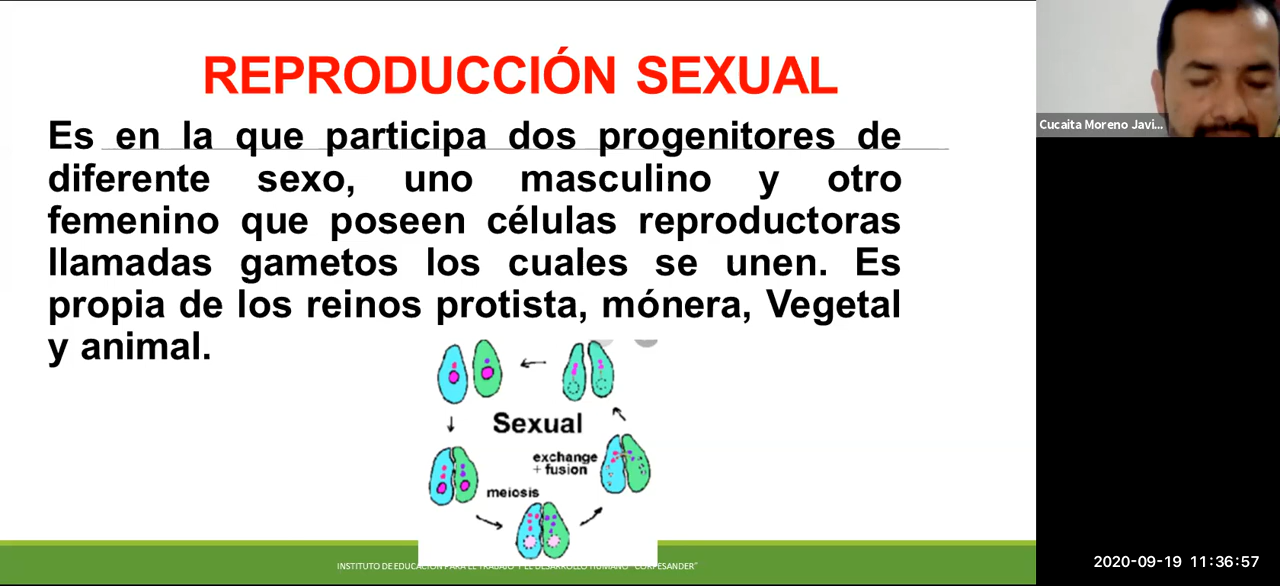 REPRODUCCIÓN SEXUAL
Es en la que participa dos progenitores de
diferente sexo, uno masculino y otro
femenino que poseen células reproductoras
llamadas gametos los cuales se unen. Es
propia de los reinos protista, mónera, Vegetal
y animal.
Sexual
exchange
+ fusion
meiosis
INSTITUTO DE EDUCACIÓN PARA EL TRABAJO Y EL DESARROLLO HUMANO "CORPESANDER"
Cucaita Moreno Javi...
2020-09-19 11:36:57